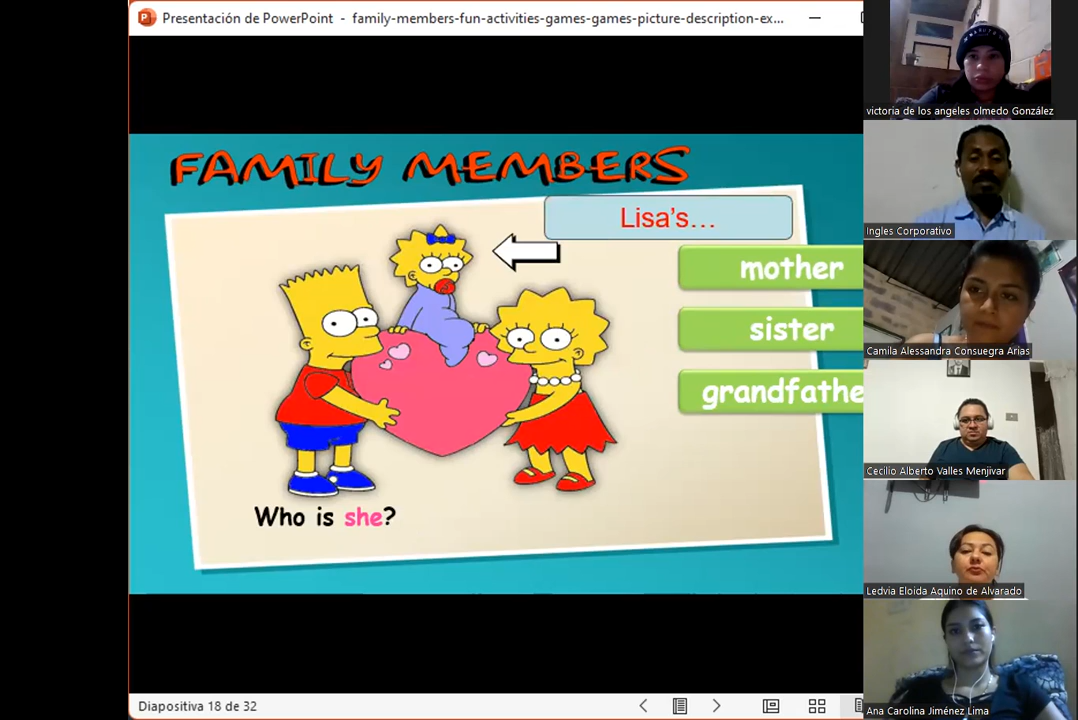 Presentación de PowerPoint - family-members-fun-activities-games-games-picture-description-ex...
FAMILY MEMBERS
Lisa's...
mother
sister
grandfathe
Who is she?
Diapositiva 18 de 32
victoria de los angeles olmedo González
Ingles Corporativo
Camila Alessandra Consuegra Arias
Cecilio Alberto Valles Menjivar
Ledvia Eloida Aquino de Alvarado
Ana Carolina Jiménez Lima